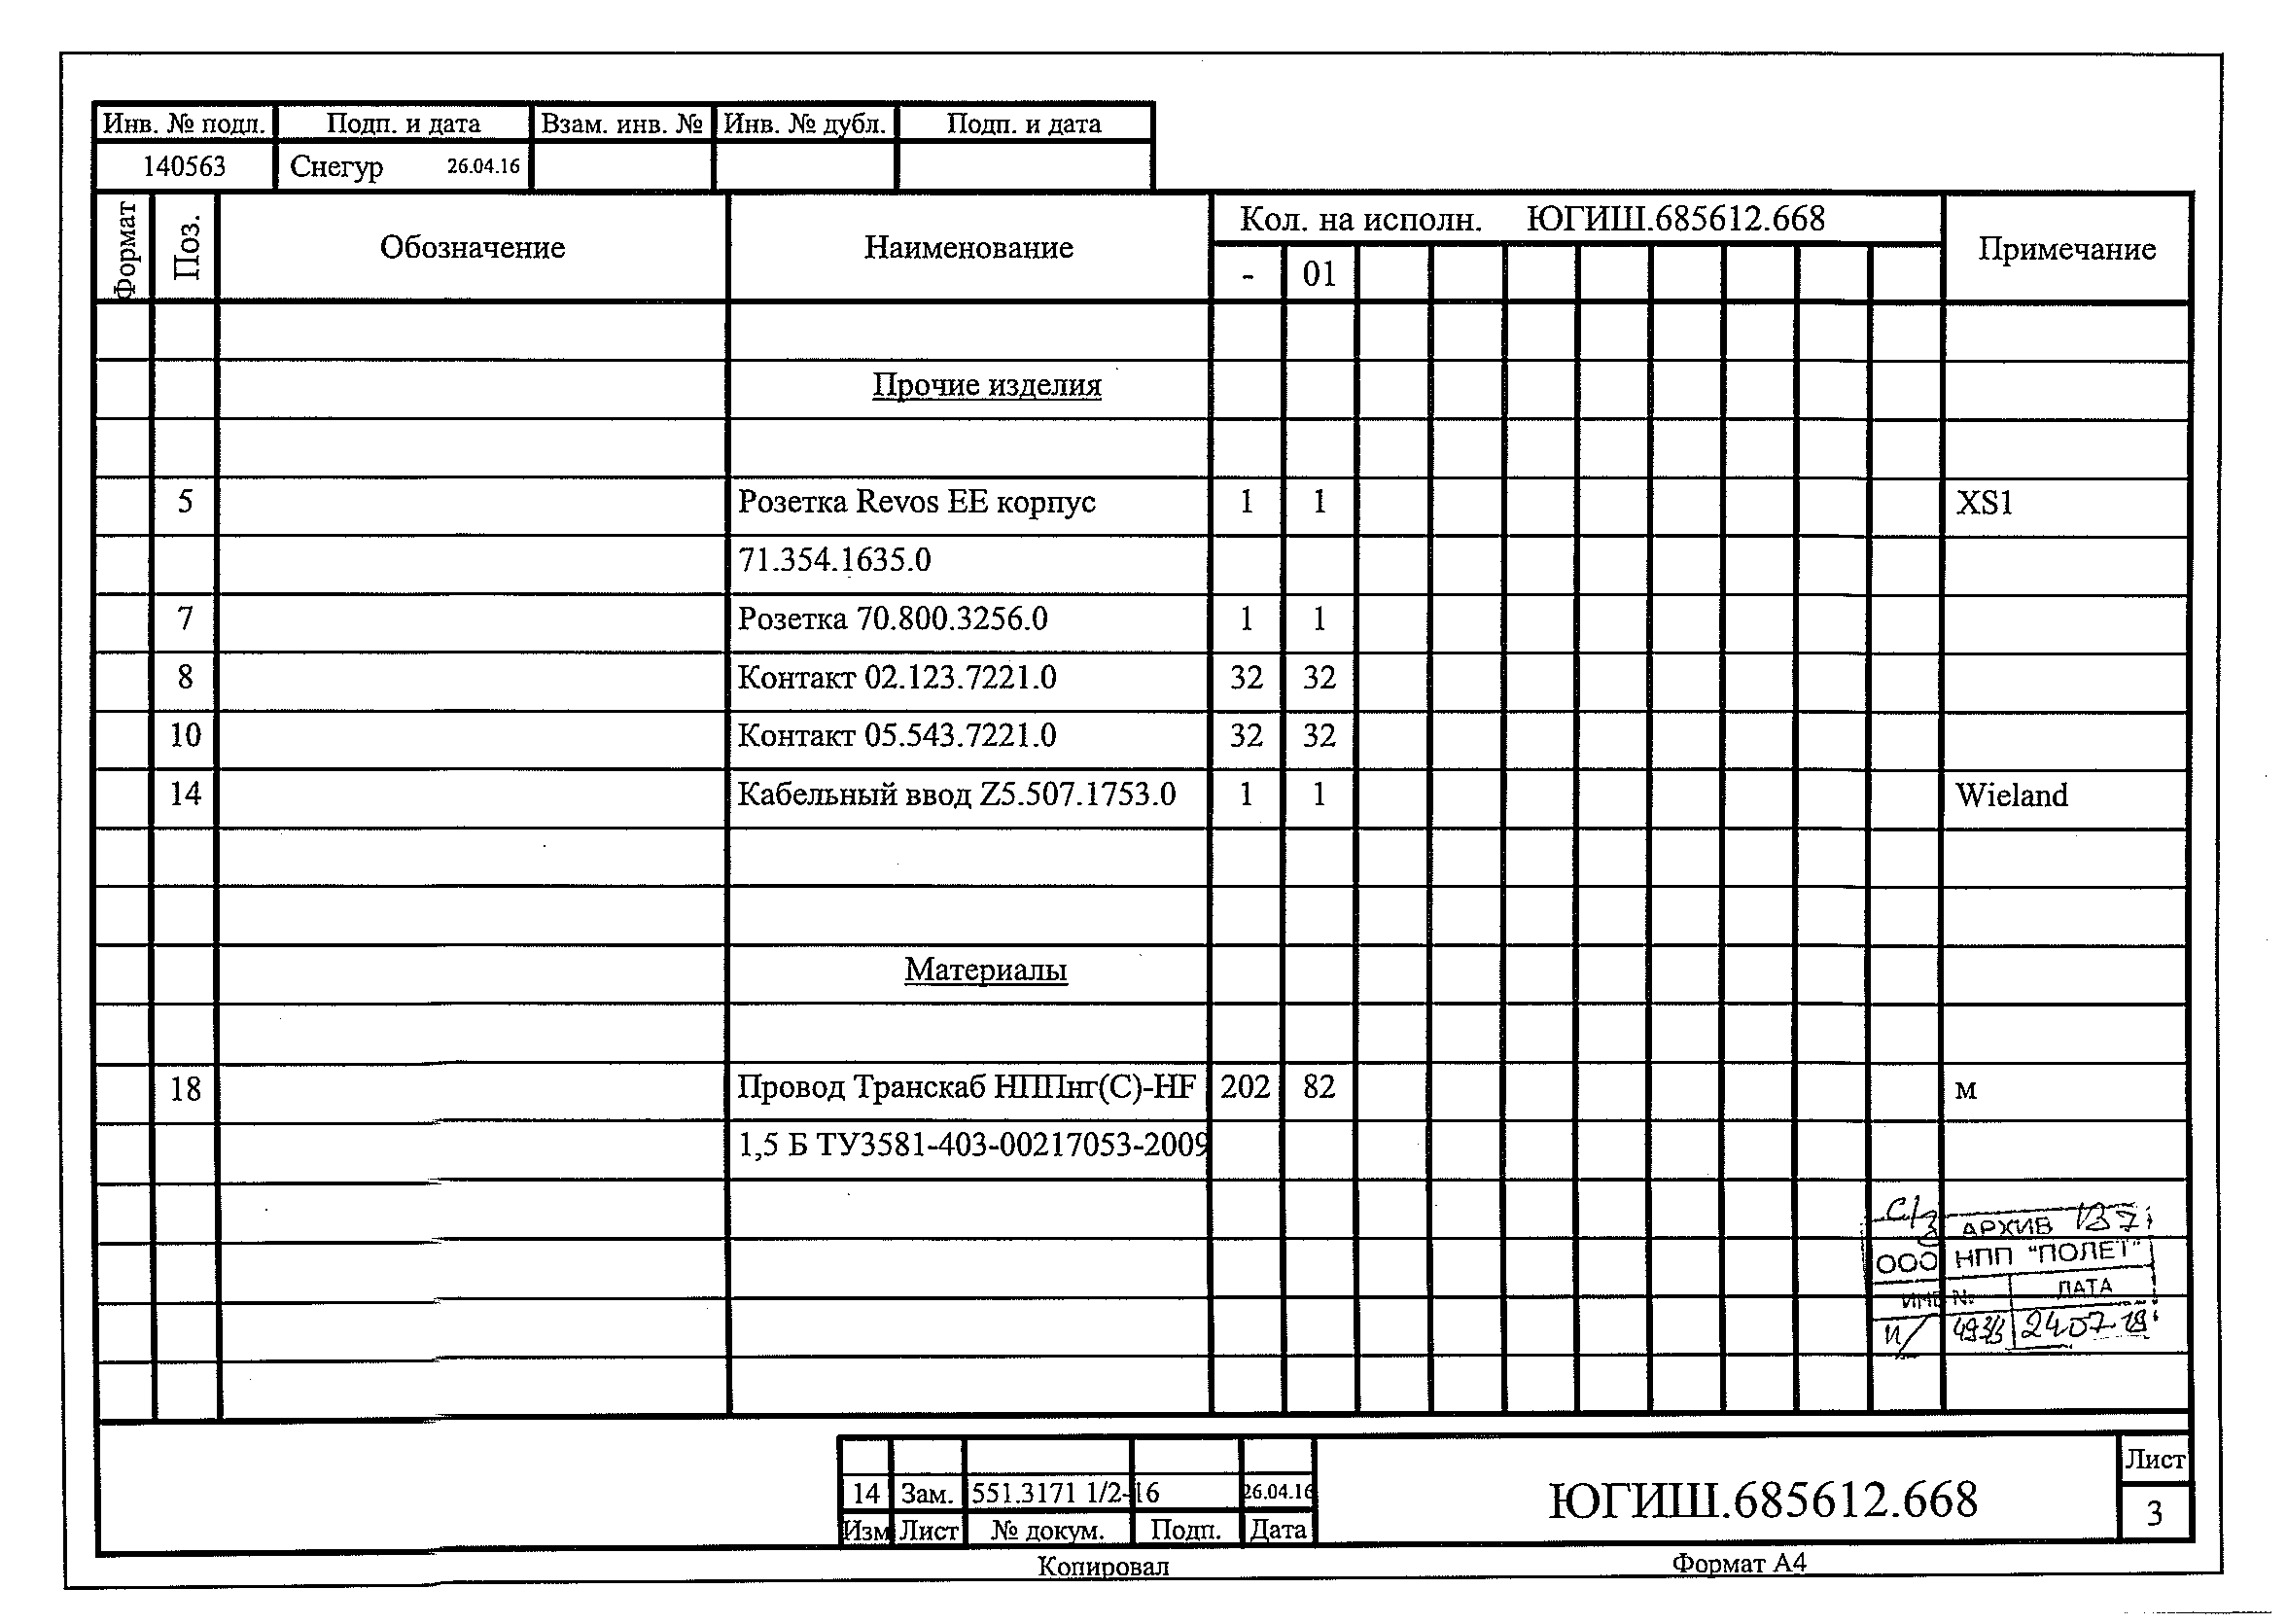 Инв. № подл. Подп. и дата Взам. инв. № Инв. № дубл. Подп. и дата
140563 Снегур 26.04.16
Формат Поз. Обозначение Наименование Кол. на исполн. ЮГИШ.685612.668 Примечание
- 01
Прочие изделия
5 Розетка Revos EE корпус 1 1 XS1
71.354.1635.0
7 Розетка 70.800.3256.0 1 1
8 Контакт 02.123.7221.0 32 32
10 Контакт 05.543.7221.0 32 32
14 Кабельный ввод Z5.507.1753.0 1 1 Wieland
Материалы
18 Провод Транскаб НППнг(С)-HF 202 82 м
1,5 Б ТУ3581-403-00217053-2009
АРХИВ 137
ООО НПП "ПОЛЕТ"
ИНВ № ДАТА
24.07.19
14 Зам. 551.3171 1/2-16 26.04.16
Изм Лист № докум. Подп. Дата
ЮГИШ.685612.668
Лист
3
Копировал Формат А4